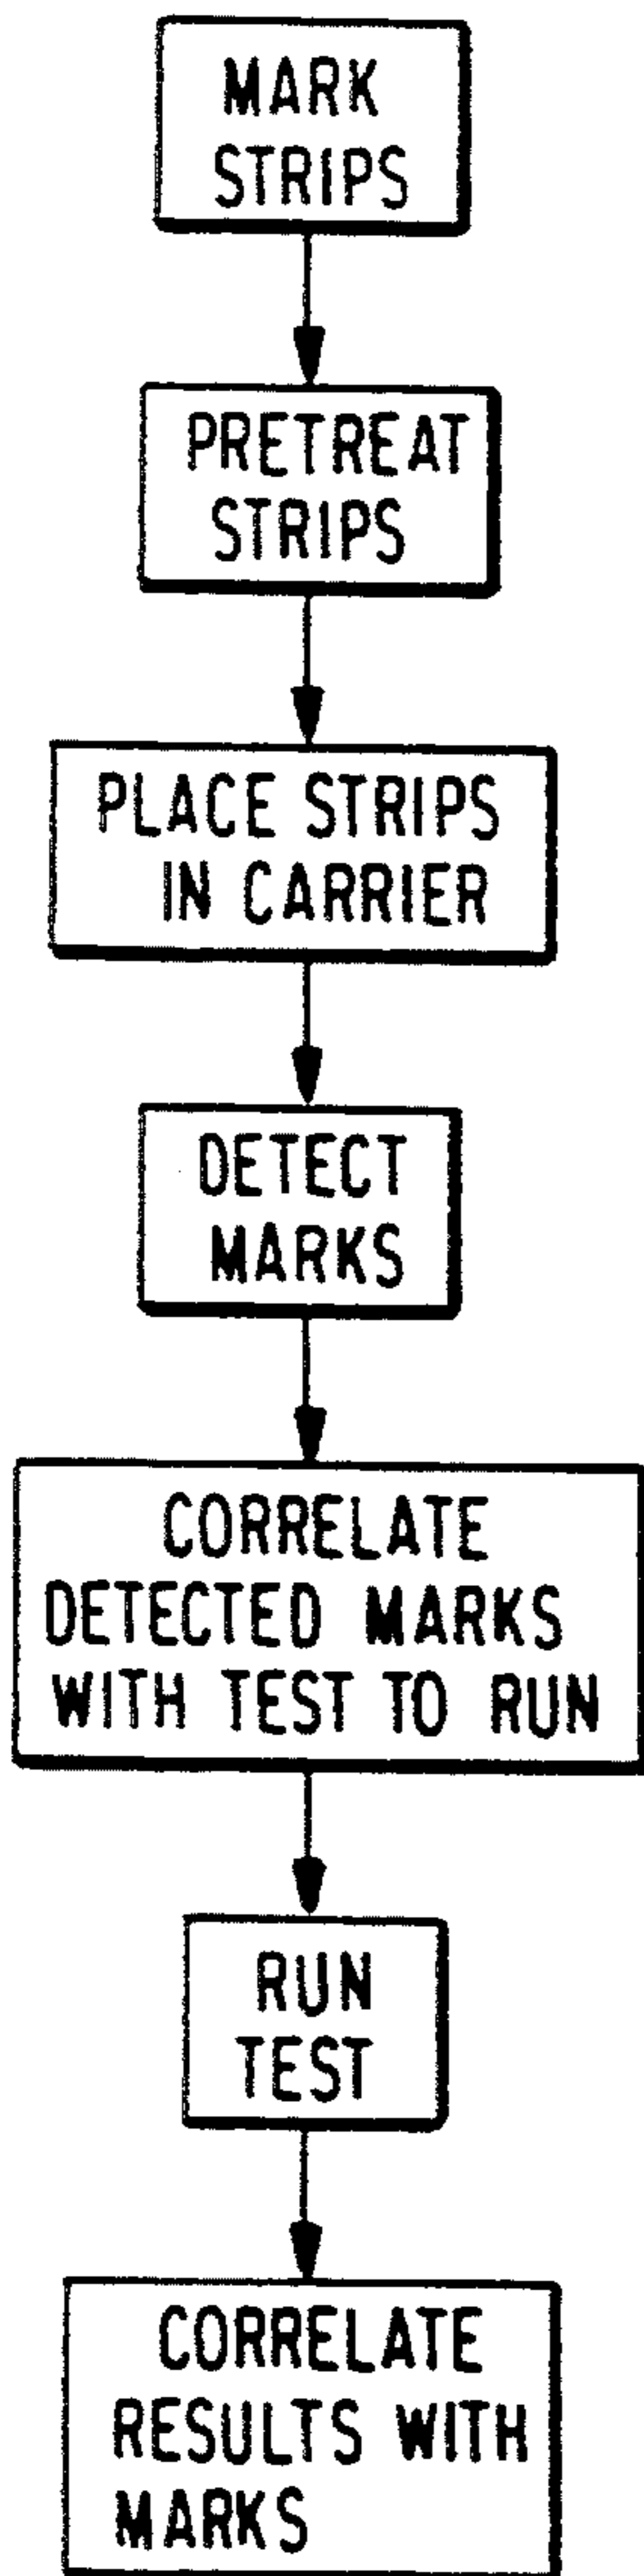 MARK
STRIPS
PRETREAT
STRIPS
PLACE STRIPS
IN CARRIER
DETECT
MARKS
CORRELATE
DETECTED MARKS
WITH TEST TO RUN
RUN
TEST
CORRELATE
RESULTS WITH
MARKS